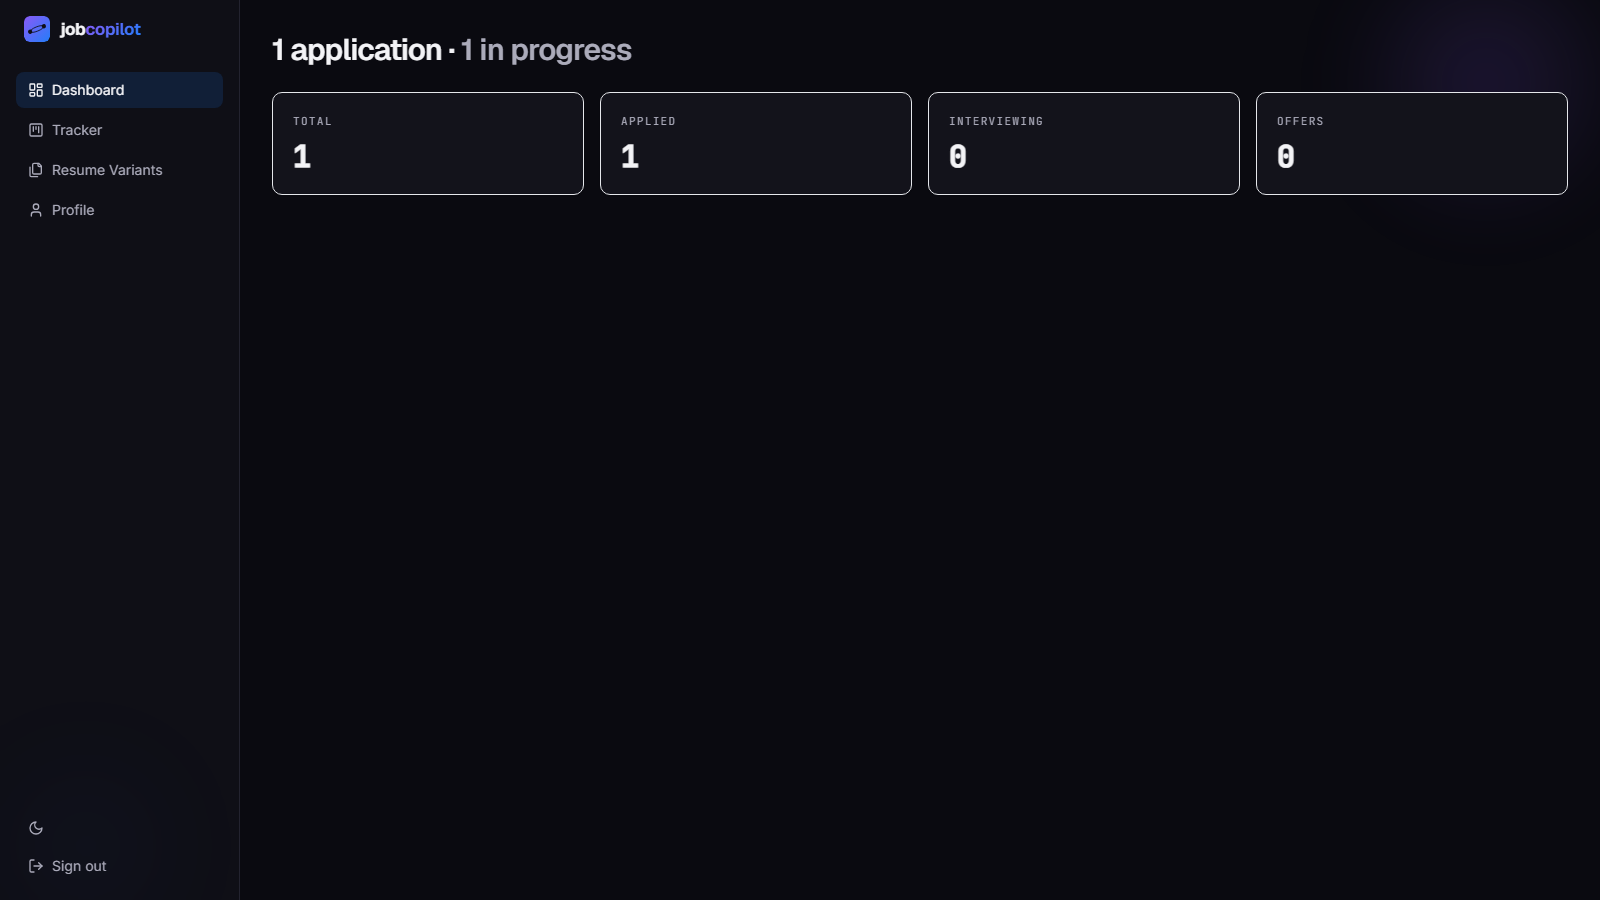 jobcopilot
Dashboard
Tracker
Resume Variants
Profile
Sign out
1 application · 1 in progress
TOTAL
1
APPLIED
1
INTERVIEWING
0
OFFERS
0